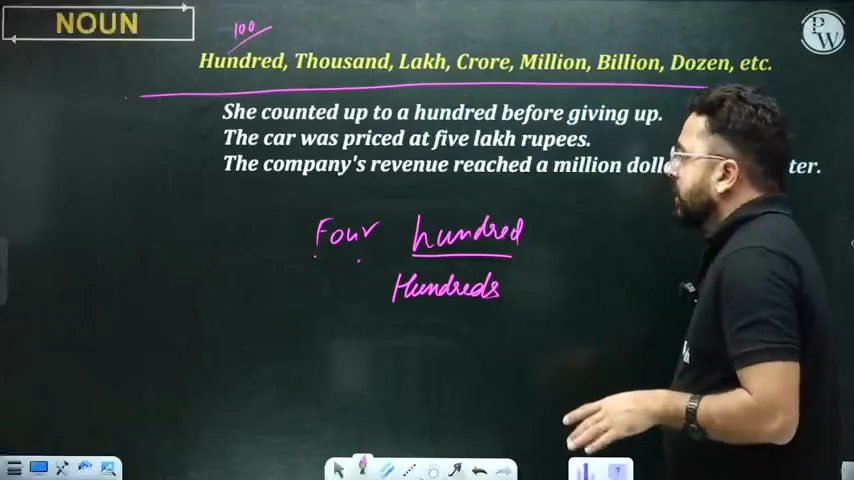 NOUN
100
PW
Hundred, Thousand, Lakh, Crore, Million, Billion, Dozen, etc.
She counted up to a hundred before giving up.
The car was priced at five lakh rupees.
The company's revenue reached a million ter.
Four hundred
Hundreds